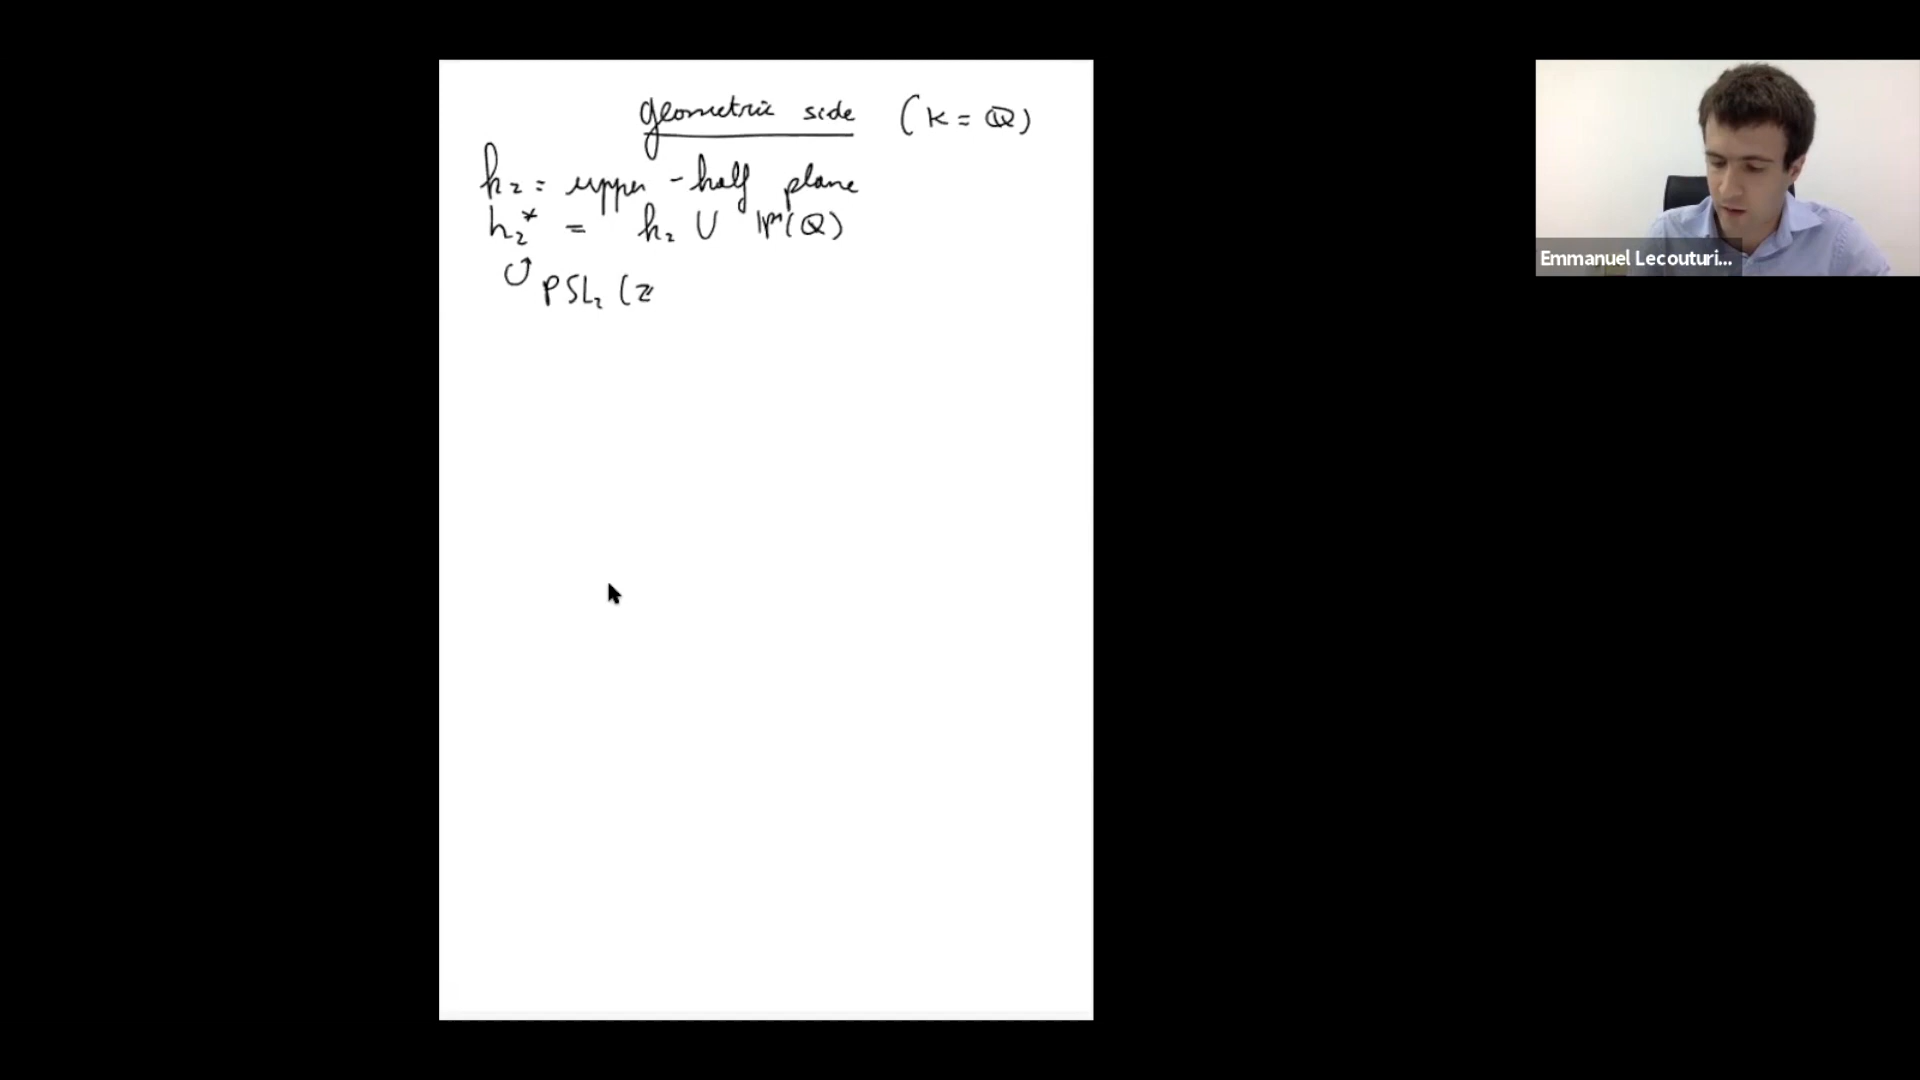 geometric side (K = ℚ)
h₂ = upper-half plane
h₂* = h₂ ∪ ℙ¹(ℚ)
↺ PSL₂ (ℤ
Emmanuel Lecouturi...